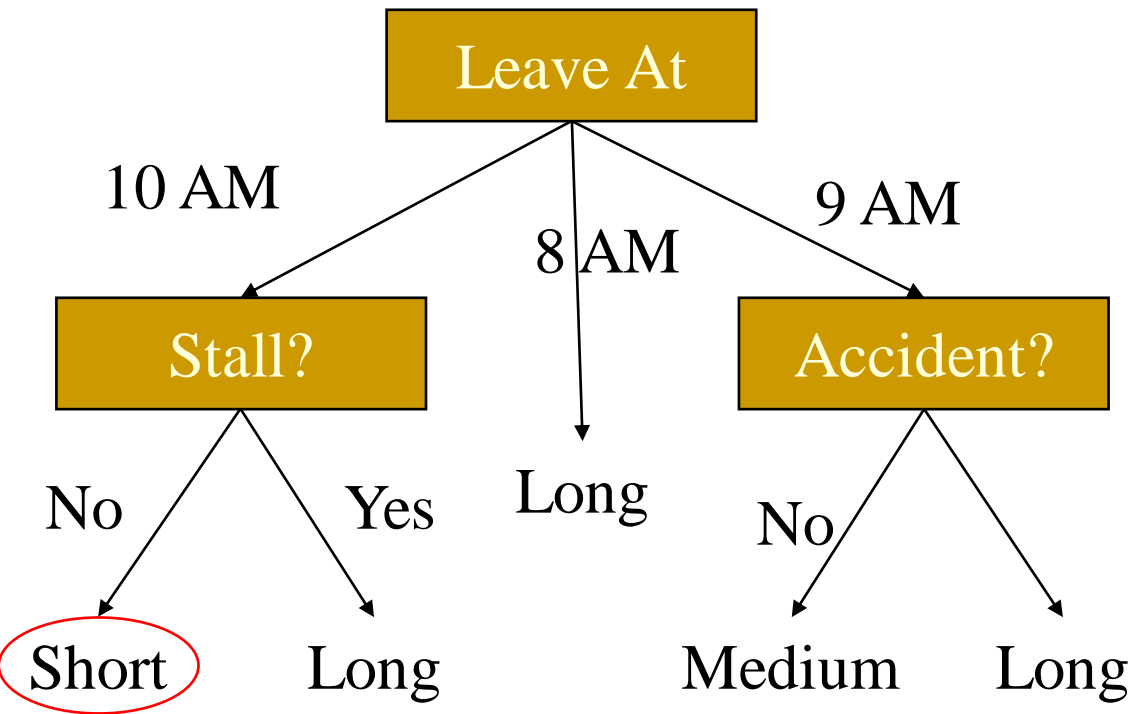 Leave At
10 AM
8 AM
9 AM
Stall?
Accident?
No
Yes
Long
No
Short
Long
Medium
Long